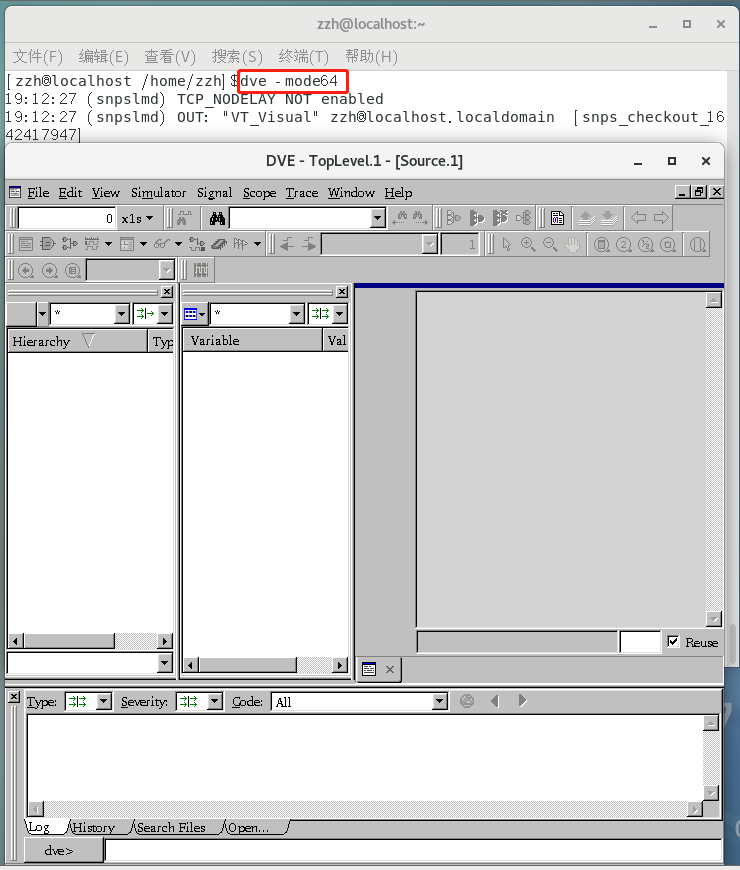 zzh@localhost:~
文件(F) 编辑(E) 查看(V) 搜索(S) 终端(T) 帮助(H)
[zzh@localhost /home/zzh]$dve -mode64
19:12:27 (snpslmd) TCP_NODELAY NOT enabled
19:12:27 (snpslmd) OUT: "VT_Visual" zzh@localhost.localdomain [snps_checkout_16
42417947]
DVE - TopLevel.1 - [Source.1]
File Edit View Simulator Signal Scope Trace Window Help
0 x1s
1
* *
Hierarchy Typ Variable Val
Reuse
Type: Severity: Code: All
Log History Search Files Open...
dve>